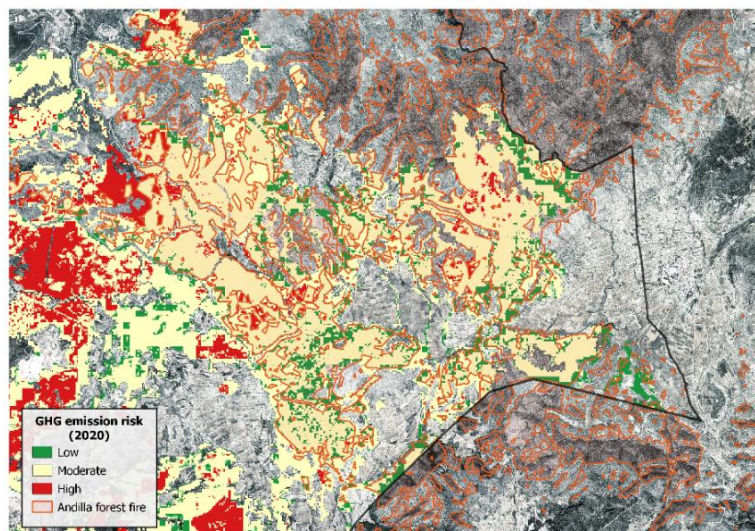 GHG emission risk
(2020)
Low
Moderate
High
Andilla forest fire